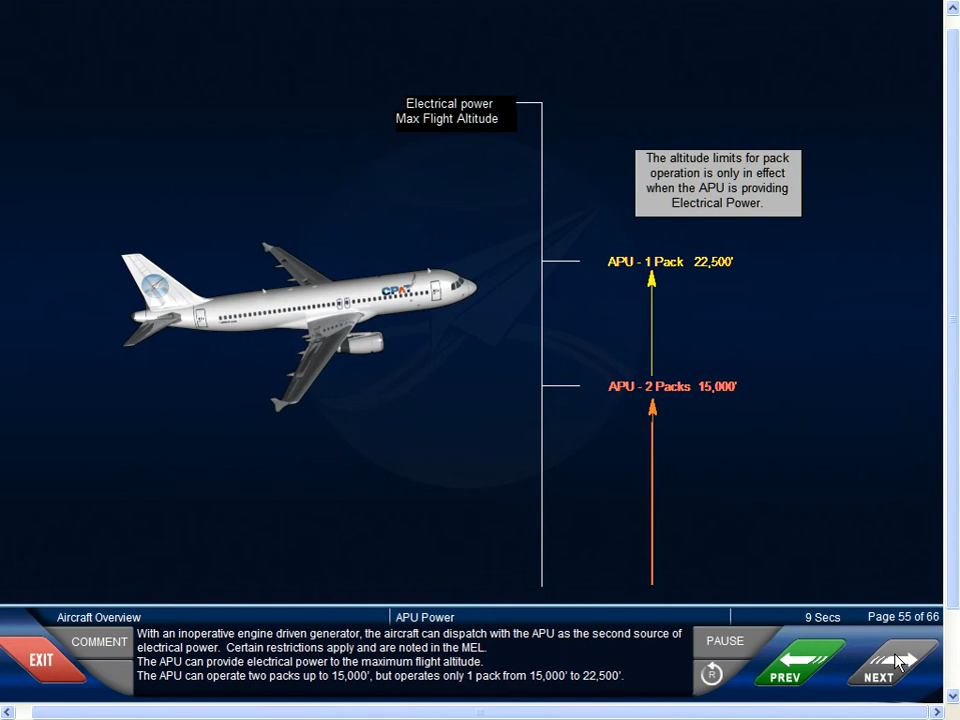 Electrical power
Max Flight Altitude
The altitude limits for pack
operation is only in effect
when the APU is providing
Electrical Power.
APU - 1 Pack 22,500'
CPAT
APU - 2 Packs 15,000'
Aircraft Overview
APU Power
9 Secs
Page 55 of 66
EXIT
COMMENT
With an inoperative engine driven generator, the aircraft can dispatch with the APU as the second source of
electrical power. Certain restrictions apply and are noted in the MEL.
The APU can provide electrical power to the maximum flight altitude.
The APU can operate two packs up to 15,000', but operates only 1 pack from 15,000' to 22,500'.
PAUSE
R
PREV
NEXT